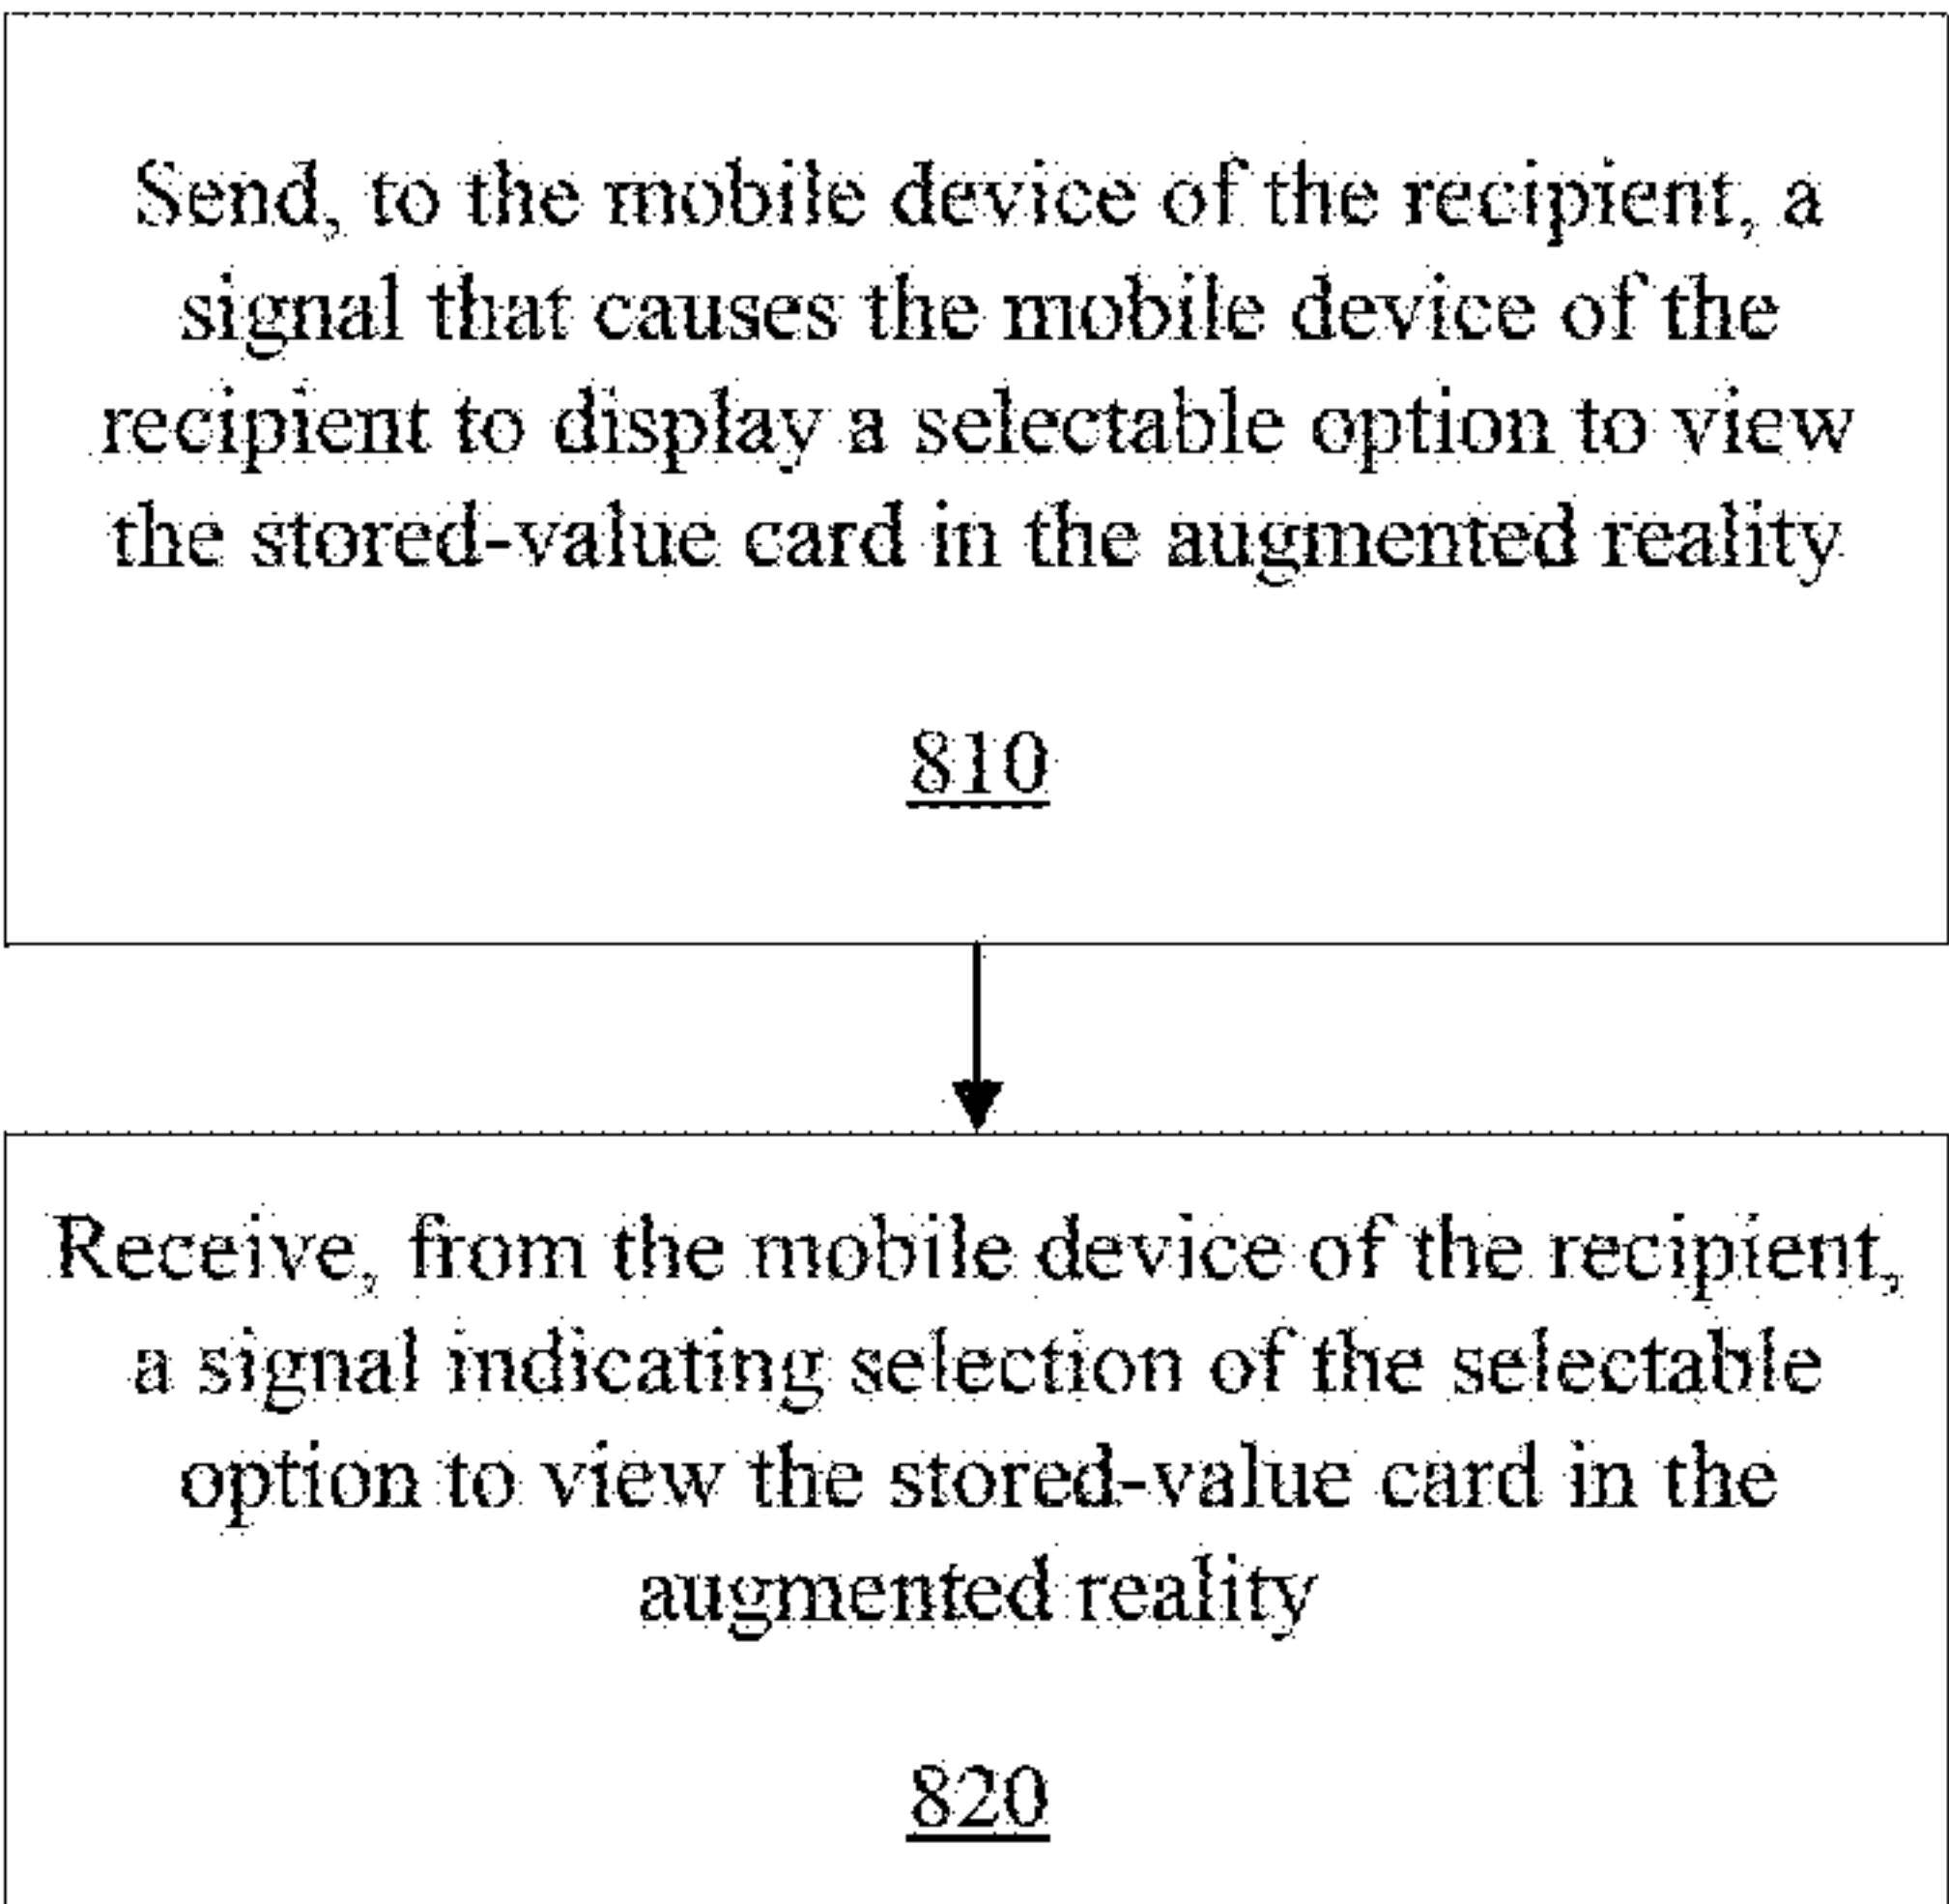 Send, to the mobile device of the recipient, a
signal that causes the mobile device of the
recipient to display a selectable option to view
the stored-value card in the augmented reality
810
Receive, from the mobile device of the recipient,
a signal indicating selection of the selectable
option to view the stored-value card in the
augmented reality
820